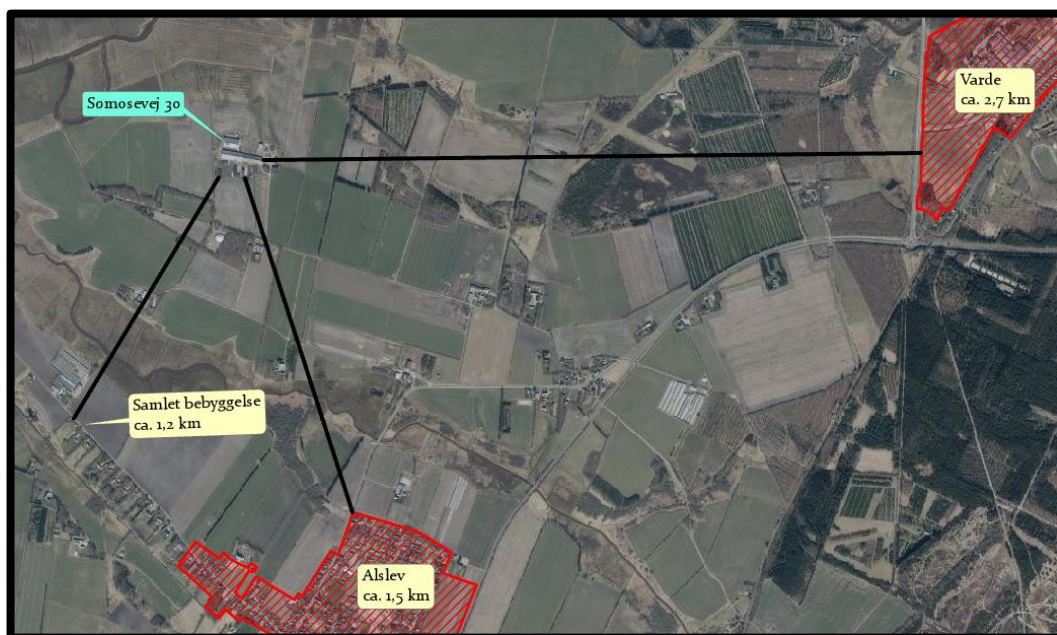 Somosevej 30
Varde
ca. 2,7 km
Samlet bebyggelse
ca. 1,2 km
Alslev
ca. 1,5 km